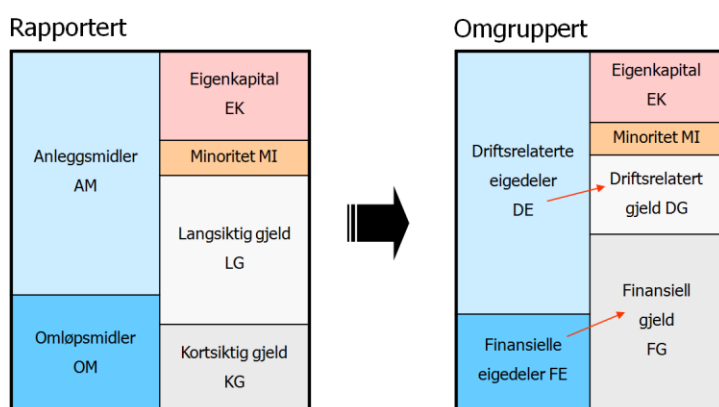 Rapportert
Anleggsmidler
AM
Omløpsmidler
OM
Eigenkapital
EK
Minoritet MI
Langsiktig gjeld
LG
Kortsiktig gjeld
KG
Omgruppert
Driftsrelaterte
eigedeler
DE
Finansielle
eigedeler FE
Eigenkapital
EK
Minoritet MI
Driftsrelatert
gjeld DG
Finansiell
gjeld
FG